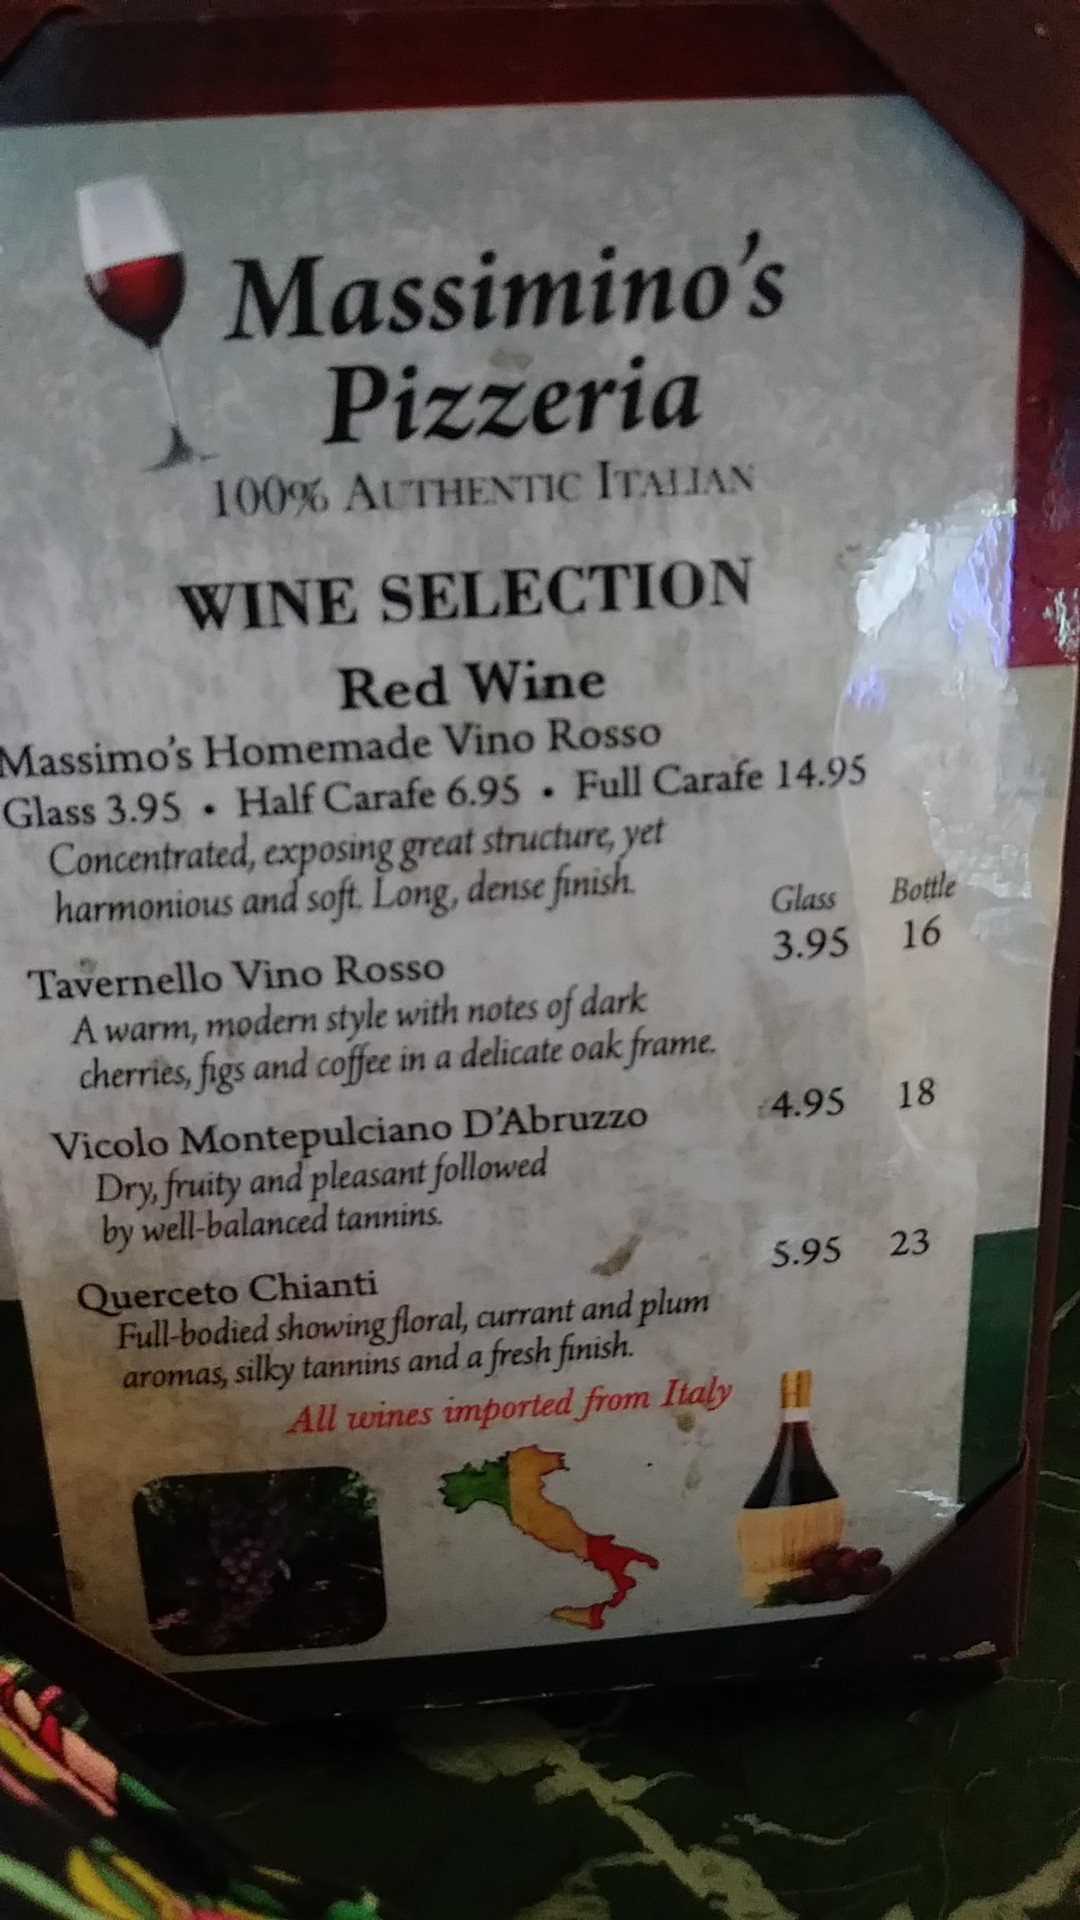 Massimino's
Pizzeria
100% AUTHENTIC ITALIAN
WINE SELECTION
Red Wine
Massimo's Homemade Vino Rosso
Glass 3.95 • Half Carafe 6.95 • Full Carafe 14.95
Concentrated, exposing great structure, yet
harmonious and soft. Long, dense finish.
Glass Bottle
Tavernello Vino Rosso 3.95 16
A warm, modern style with notes of dark
cherries, figs and coffee in a delicate oak frame.
Vicolo Montepulciano D'Abruzzo 4.95 18
Dry, fruity and pleasant followed
by well-balanced tannins.
Querceto Chianti 5.95 23
Full-bodied showing floral, currant and plum
aromas, silky tannins and a fresh finish.
All wines imported from Italy